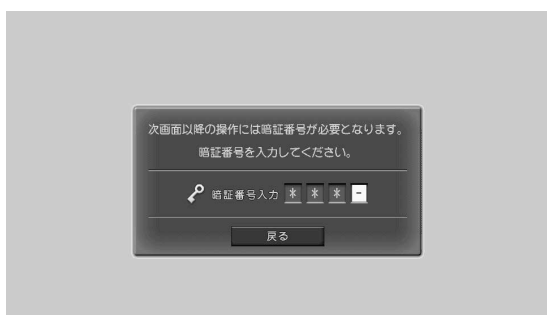 次画面以降の操作には暗証番号が必要となります。
暗証番号を入力してください。
暗証番号入力 * * * -
戻る